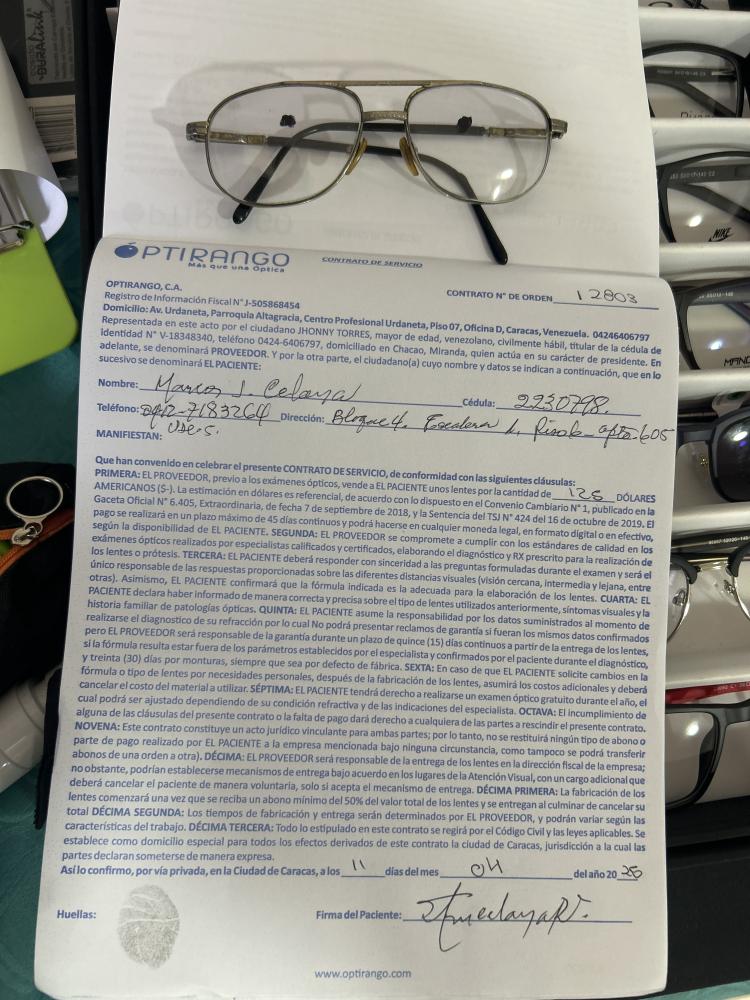 DURALink
OPTIRANGO
Más que una Óptica
CONTRATO DE SERVICIO
CONTRATO N° DE ORDEN 12803
OPTIRANGO, C.A.
Registro de Información Fiscal N° J-505868454
Domicilio: Av. Urdaneta, Parroquia Altagracia, Centro Profesional Urdaneta, Piso 07, Oficina D, Caracas, Venezuela. 04246406797
Representada en este acto por el ciudadano JHONNY TORRES, mayor de edad, venezolano, civilmente hábil, titular de la cédula de
identidad N° V-18348340, teléfono 0424-6406797, domiciliado en Chacao, Miranda, quien actúa en su carácter de presidente. En
adelante, se denominará PROVEEDOR. Y por la otra parte, el ciudadano(a) cuyo nombre y datos se indican a continuación, que en lo
sucesivo se denominará EL PACIENTE:
Nombre: Marcos J. Celaya Cédula: 2230798.
Teléfono: 0412-7183264 Dirección: Bloque 4. Escalera 1, Piso 6 apto-605
UD2-5.
MANIFIESTAN:
Que han convenido en celebrar el presente CONTRATO DE SERVICIO, de conformidad con las siguientes cláusulas:
PRIMERA: EL PROVEEDOR, previo a los exámenes ópticos, vende a EL PACIENTE unos lentes por la cantidad de 125 DÓLARES
AMERICANOS ($-). La estimación en dólares es referencial, de acuerdo con lo dispuesto en el Convenio Cambiario N° 1, publicado en la
Gaceta Oficial N° 6.405, Extraordinaria, de fecha 7 de septiembre de 2018, y la Sentencia del TSJ N° 424 del 16 de octubre de 2019. El
pago se realizará en un plazo máximo de 45 días continuos y podrá hacerse en cualquier moneda legal, en formato digital o en efectivo,
según la disponibilidad de EL PACIENTE. SEGUNDA: EL PROVEEDOR se compromete a cumplir con los estándares de calidad en los
exámenes ópticos realizados por especialistas calificados y certificados, elaborando el diagnóstico y RX prescrito para la realización de
los lentes o prótesis. TERCERA: EL PACIENTE deberá responder con sinceridad a las preguntas formuladas durante el examen y será el
único responsable de las respuestas proporcionadas sobre las diferentes distancias visuales (visión cercana, intermedia y lejana, entre
otras). Asimismo, EL PACIENTE confirmará que la fórmula indicada es la adecuada para la elaboración de los lentes. CUARTA: EL
PACIENTE declara haber informado de manera correcta y precisa sobre el tipo de lentes utilizados anteriormente, síntomas visuales y la
historia familiar de patologías ópticas. QUINTA: EL PACIENTE asume la responsabilidad por los datos suministrados al momento de
realizarse el diagnostico de su refracción por lo cual No podrá presentar reclamos de garantía si fueran los mismos datos confirmados
pero EL PROVEEDOR será responsable de la garantía durante un plazo de quince (15) días continuos a partir de la entrega de los lentes,
si la fórmula resulta estar fuera de los parámetros establecidos por el especialista y confirmados por el paciente durante el diagnóstico,
y treinta (30) días por monturas, siempre que sea por defecto de fábrica. SEXTA: En caso de que EL PACIENTE solicite cambios en la
fórmula o tipo de lentes por necesidades personales, después de la fabricación de los lentes, asumirá los costos adicionales y deberá
cancelar el costo del material a utilizar. SÉPTIMA: EL PACIENTE tendrá derecho a realizarse un examen óptico gratuito durante el año, el
cual podrá ser ajustado dependiendo de su condición refractiva y de las indicaciones del especialista. OCTAVA: El incumplimiento de
alguna de las cláusulas del presente contrato o la falta de pago dará derecho a cualquiera de las partes a rescindir el presente contrato.
NOVENA: Este contrato constituye un acto jurídico vinculante para ambas partes; por lo tanto, no se restituirá ningún tipo de abono o
parte de pago realizado por EL PACIENTE a la empresa mencionada bajo ninguna circunstancia, como tampoco se podrá transferir
abonos de una orden a otra). DÉCIMA: EL PROVEEDOR será responsable de la entrega de los lentes en la dirección fiscal de la empresa;
no obstante, podrían establecerse mecanismos de entrega bajo acuerdo en los lugares de la Atención Visual, con un cargo adicional que
deberá cancelar el paciente de manera voluntaria, solo si acepta el mecanismo de entrega. DÉCIMA PRIMERA: La fabricación de los
lentes comenzará una vez que se reciba un abono mínimo del 50% del valor total de los lentes y se entregan al culminar de cancelar su
total DÉCIMA SEGUNDA: Los tiempos de fabricación y entrega serán determinados por EL PROVEEDOR, y podrán variar según las
características del trabajo. DÉCIMA TERCERA: Todo lo estipulado en este contrato se regirá por el Código Civil y las leyes aplicables. Se
establece como domicilio especial para todos los efectos derivados de este contrato la ciudad de Caracas, jurisdicción a la cual las
partes declaran someterse de manera expresa.
Así lo confirmo, por vía privada, en la Ciudad de Caracas, a los 11 días del mes 04 del año 2025
Huellas:
Firma del Paciente:
www.optirango.com
NIKE